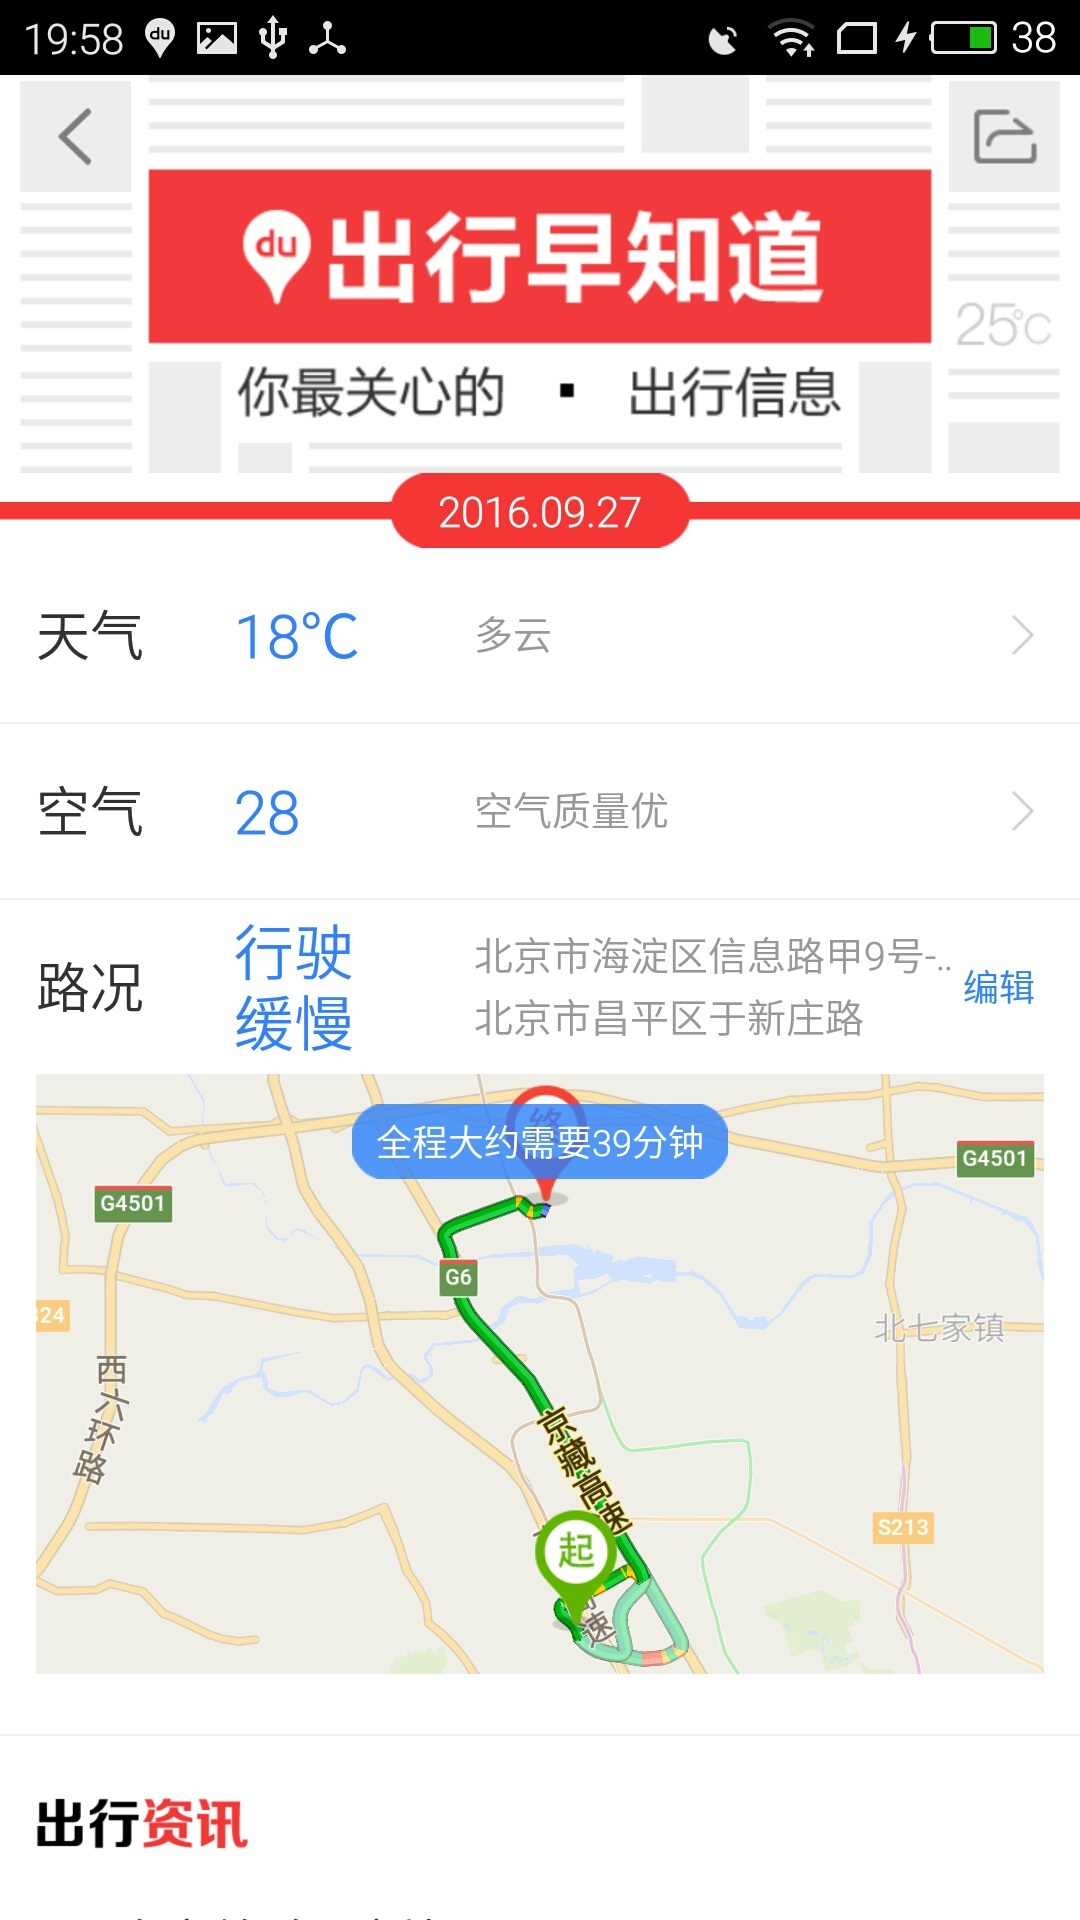 19:58
du
38
du 出行早知道
25℃
你最关心的 ▪ 出行信息
2016.09.27
天气 18°C 多云
空气 28 空气质量优
路况 行驶缓慢 北京市海淀区信息路甲9号-..
北京市昌平区于新庄路
编辑
终
全程大约需要39分钟
G4501
G4501
G6
324
北七家镇
西六环路
京藏高速
S213
起
速
出行资讯